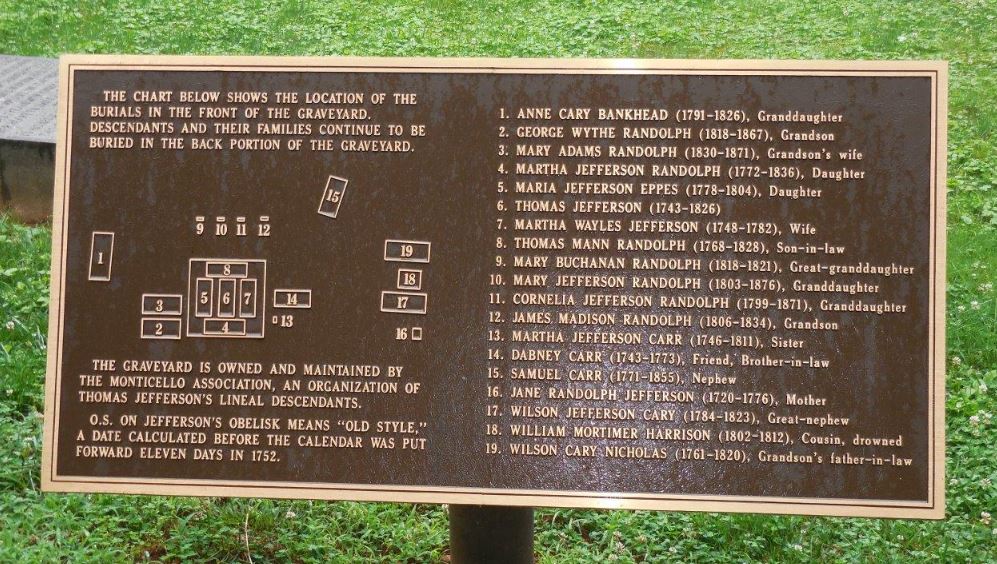 THE CHART BELOW SHOWS THE LOCATION OF THE
BURIALS IN THE FRONT OF THE GRAVEYARD.
DESCENDANTS AND THEIR FAMILIES CONTINUE TO BE
BURIED IN THE BACK PORTION OF THE GRAVEYARD.
15
9 10 11 12
1
19
8
18
5 6 7
14
17
3
13
2
4
16
THE GRAVEYARD IS OWNED AND MAINTAINED BY
THE MONTICELLO ASSOCIATION, AN ORGANIZATION OF
THOMAS JEFFERSON'S LINEAL DESCENDANTS.
O.S. ON JEFFERSON'S OBELISK MEANS "OLD STYLE,"
A DATE CALCULATED BEFORE THE CALENDAR WAS PUT
FORWARD ELEVEN DAYS IN 1752.
1. ANNE CARY BANKHEAD (1791-1826), Granddaughter
2. GEORGE WYTHE RANDOLPH (1818-1867), Grandson
3. MARY ADAMS RANDOLPH (1830-1871), Grandson's wife
4. MARTHA JEFFERSON RANDOLPH (1772-1836), Daughter
5. MARIA JEFFERSON EPPES (1778-1804), Daughter
6. THOMAS JEFFERSON (1743-1826)
7. MARTHA WAYLES JEFFERSON (1748-1782), Wife
8. THOMAS MANN RANDOLPH (1768-1828), Son-in-law
9. MARY BUCHANAN RANDOLPH (1818-1821), Great-granddaughter
10. MARY JEFFERSON RANDOLPH (1803-1876), Granddaughter
11. CORNELIA JEFFERSON RANDOLPH (1799-1871), Granddaughter
12. JAMES MADISON RANDOLPH (1806-1834), Grandson
13. MARTHA JEFFERSON CARR (1746-1811), Sister
14. DABNEY CARR (1743-1773), Friend, Brother-in-law
15. SAMUEL CARR (1771-1855), Nephew
16. JANE RANDOLPH JEFFERSON (1720-1776), Mother
17. WILSON JEFFERSON CARY (1784-1823), Great-nephew
18. WILLIAM MORTIMER HARRISON (1802-1812), Cousin, drowned
19. WILSON CARY NICHOLAS (1761-1820), Grandson's father-in-law